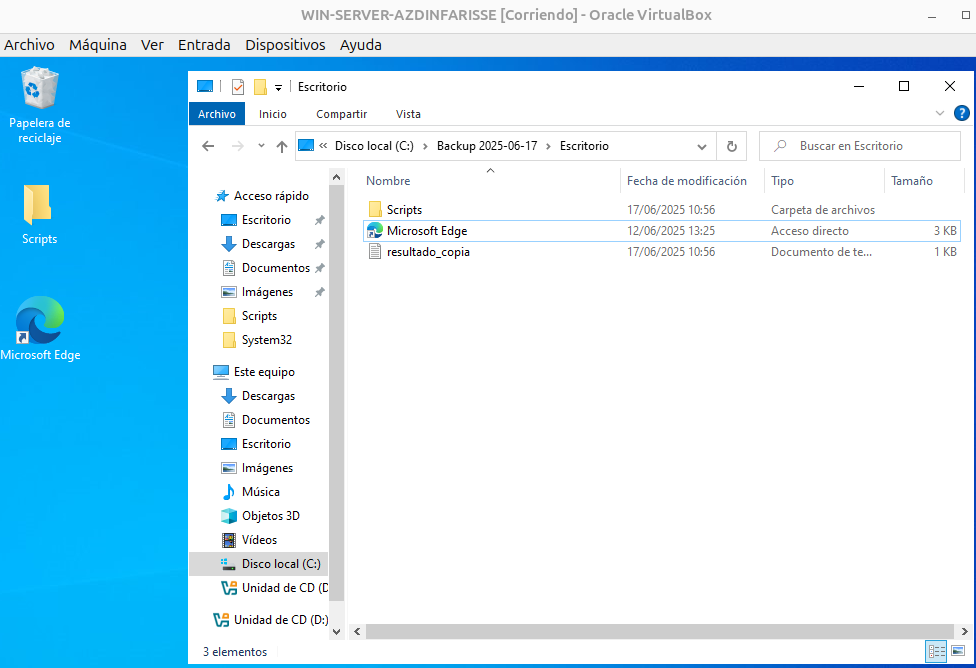 WIN-SERVER-AZDINFARISSE [Corriendo] - Oracle VirtualBox
Archivo Máquina Ver Entrada Dispositivos Ayuda
Papelera de
reciclaje
Scripts
Microsoft Edge
Escritorio
Archivo Inicio Compartir Vista
« Disco local (C:) › Backup 2025-06-17 › Escritorio
Buscar en Escritorio
Acceso rápido
Escritorio
Descargas
Documentos
Imágenes
Scripts
System32
Este equipo
Descargas
Documentos
Escritorio
Imágenes
Música
Objetos 3D
Vídeos
Disco local (C:)
Unidad de CD (D
Unidad de CD (D:)
Nombre Fecha de modificación Tipo Tamaño
Scripts 17/06/2025 10:56 Carpeta de archivos
Microsoft Edge 12/06/2025 13:25 Acceso directo 3 KB
resultado_copia 17/06/2025 10:56 Documento de te... 1 KB
3 elementos